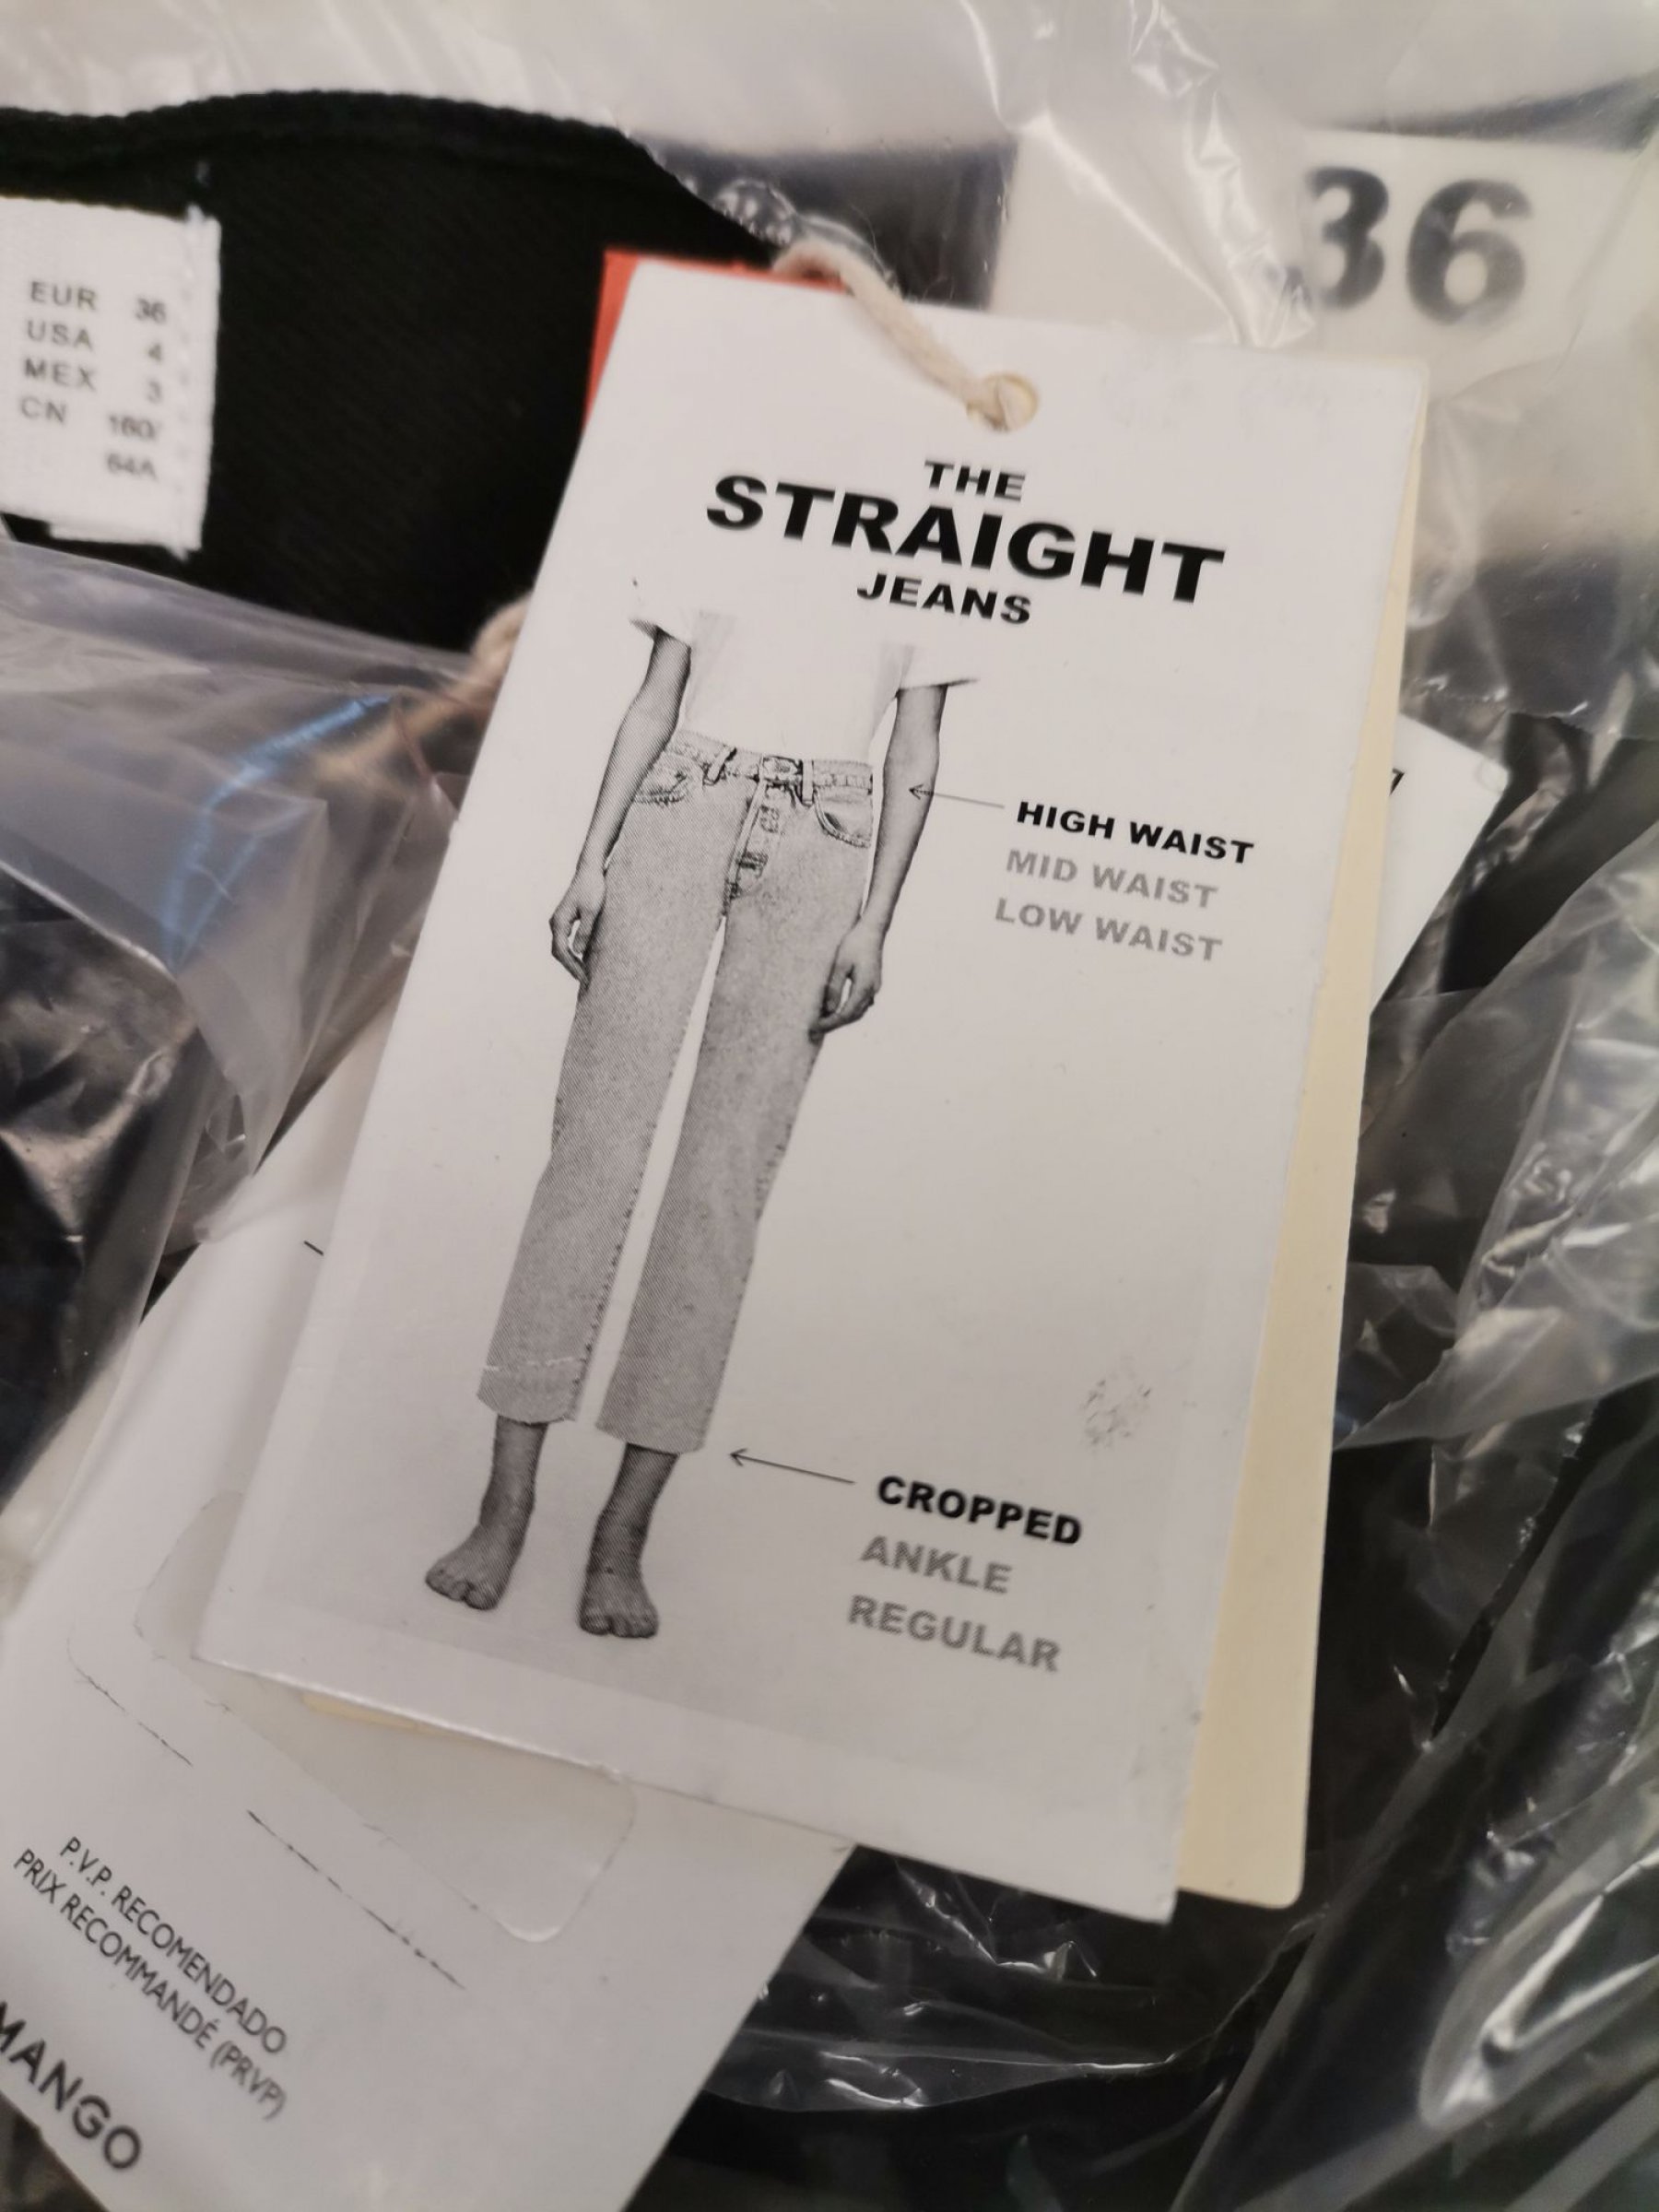 36
EUR 36
USA 4
MEX 3
CN 160/
64A
THE
STRAIGHT
JEANS
HIGH WAIST
MID WAIST
LOW WAIST
CROPPED
ANKLE
REGULAR
P.V.P. RECOMENDADO
PRIX RECOMMANDÉ (PRVP)
MANGO